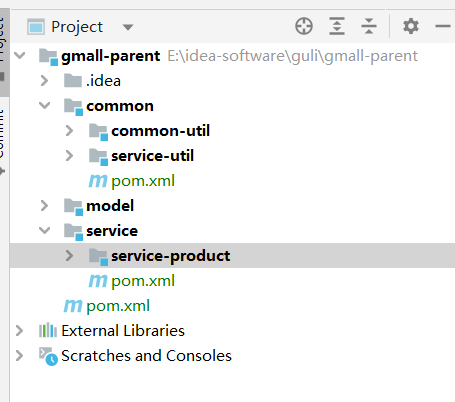 Project
gmall-parent E:\idea-software\guli\gmall-parent
.idea
common
common-util
service-util
pom.xml
model
service
service-product
pom.xml
pom.xml
External Libraries
Scratches and Consoles
Project
Commit